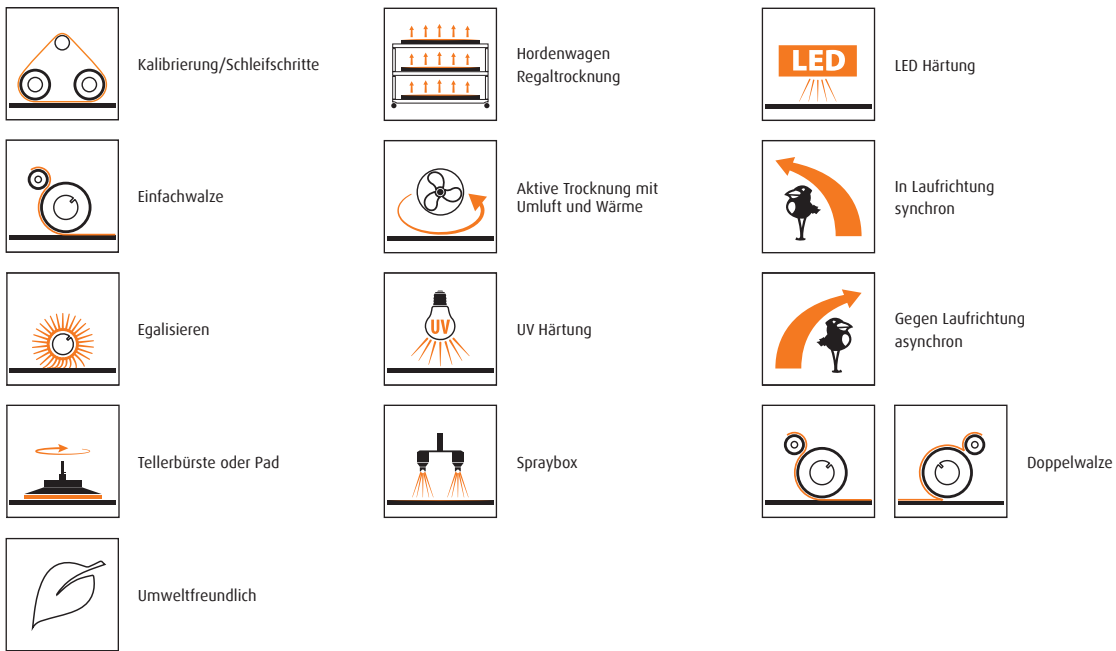 Kalibrierung/Schleifschritte
Hordenwagen
Regaltrocknung
LED
LED Härtung
Einfachwalze
Aktive Trocknung mit
Umluft und Wärme
In Laufrichtung
synchron
Egalisieren
UV
UV Härtung
Gegen Laufrichtung
asynchron
Tellerbürste oder Pad
Spraybox
Doppelwalze
Umweltfreundlich